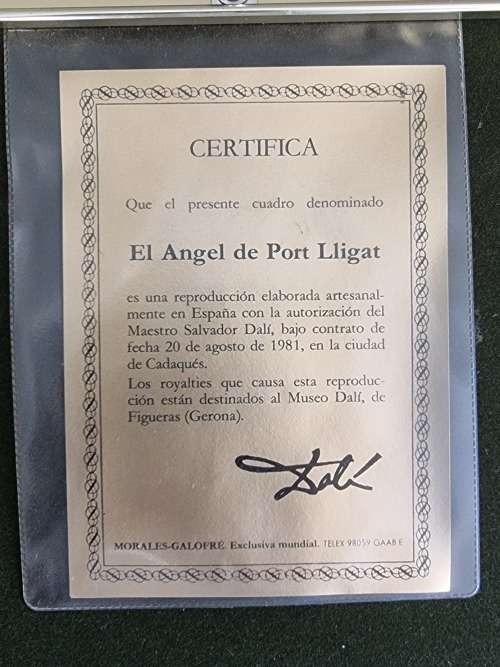 CERTIFICA
Que el presente cuadro denominado
El Angel de Port Lligat
es una reproducción elaborada artesanal-
mente en España con la autorización del
Maestro Salvador Dalí, bajo contrato de
fecha 20 de agosto de 1981, en la ciudad
de Cadaqués.
Los royalties que causa esta reproduc-
ción están destinados al Museo Dalí, de
Figueras (Gerona).
Dalí
MORALES-GALOFRÉ. Exclusiva mundial. TELEX 98059 GAAB E